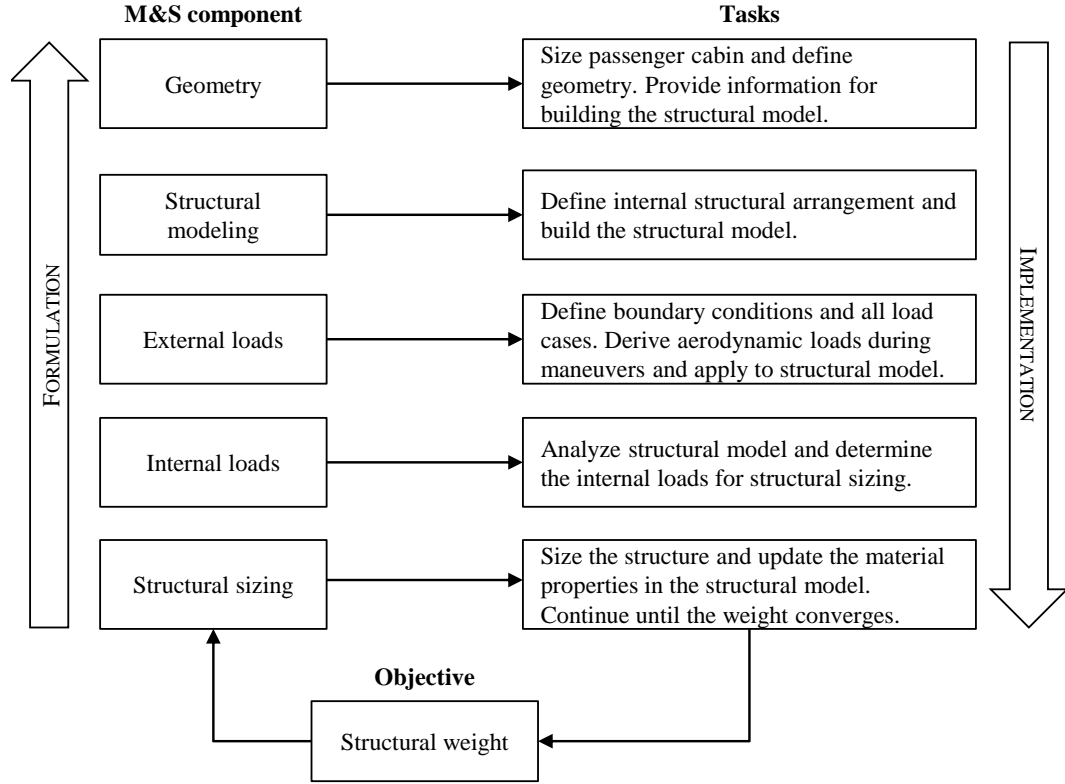 M&S component
Tasks
FORMULATION
Geometry
Size passenger cabin and define
geometry. Provide information for
building the structural model.
Structural
modeling
Define internal structural arrangement and
build the structural model.
External loads
Define boundary conditions and all load
cases. Derive aerodynamic loads during
maneuvers and apply to structural model.
Internal loads
Analyze structural model and determine
the internal loads for structural sizing.
Structural sizing
Size the structure and update the material
properties in the structural model.
Continue until the weight converges.
IMPLEMENTATION
Objective
Structural weight